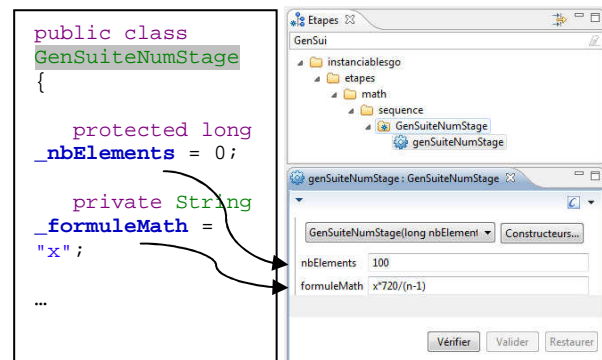 public class
GenSuiteNumStage
{
protected long
_nbElements = 0;
private String
_formuleMath =
"x";
…
Etapes
GenSui
instanciablesgo
etapes
math
sequence
GenSuiteNumStage
genSuiteNumStage
genSuiteNumStage : GenSuiteNumStage
GenSuiteNumStage(long nbElement
Constructeurs...
nbElements 100
formuleMath x*720/(n-1)
Vérifier Valider Restaurer